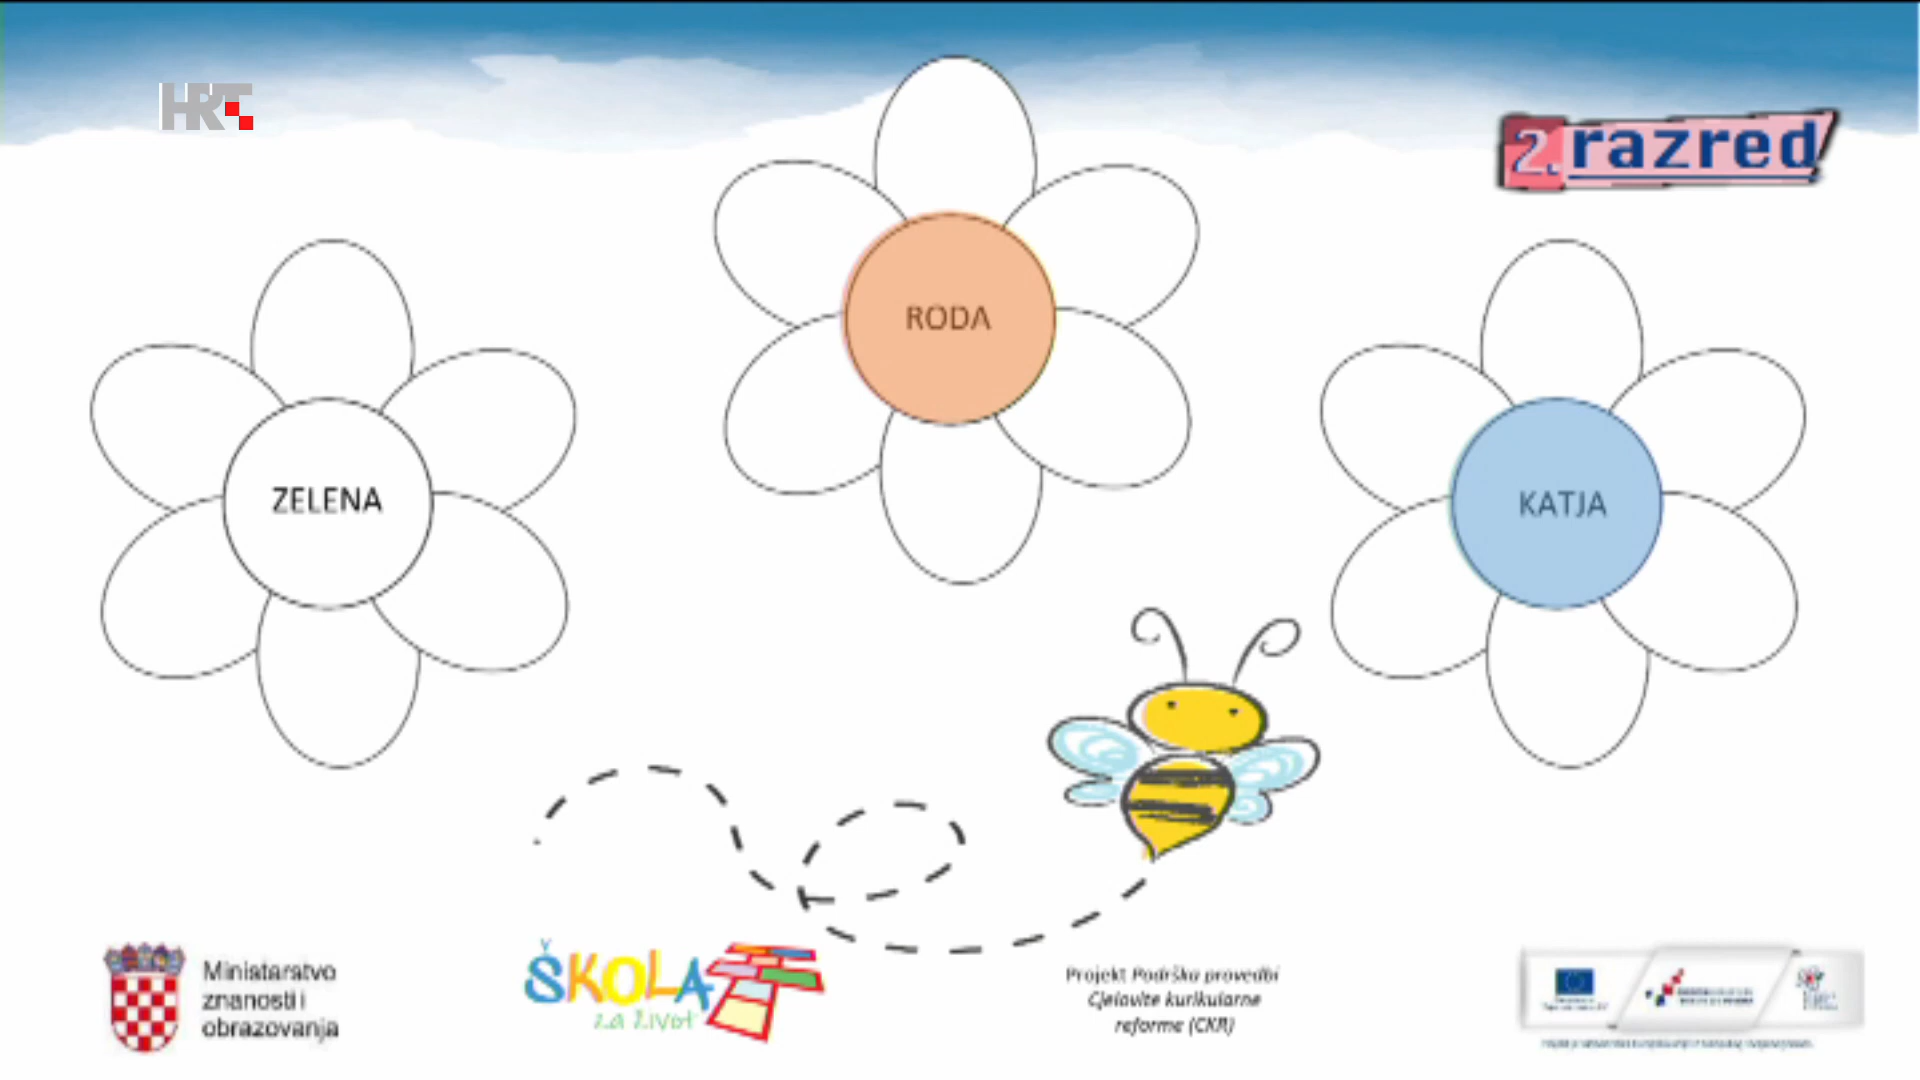 HRT
2. razred
RODA
ZELENA
KATJA
Ministarstvo
znanosti i
obrazovanja
ŠKOLA
za život
Projekt Podrška provedbi
Cjelovite kurikularne
reforme (CKR)